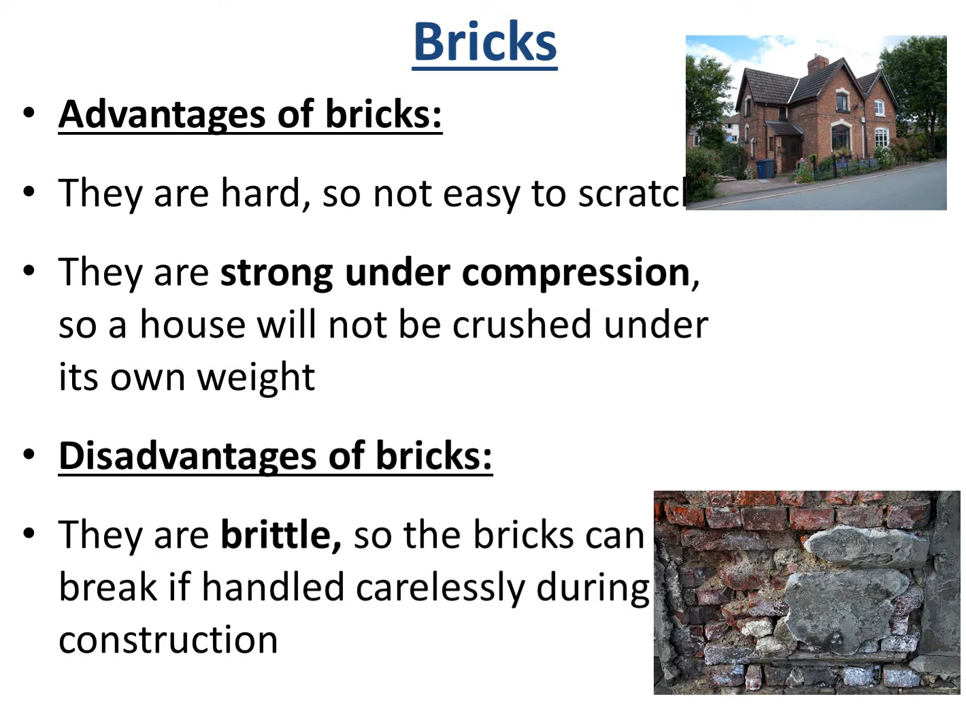 Bricks
• Advantages of bricks:
• They are hard, so not easy to scratch
• They are strong under compression,
so a house will not be crushed under
its own weight
• Disadvantages of bricks:
• They are brittle, so the bricks can
break if handled carelessly during
construction